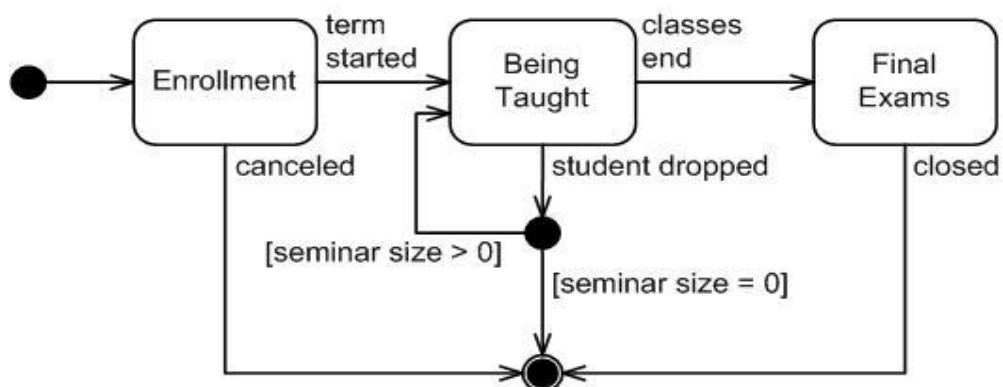 term
started
classes
end
Enrollment
Being
Taught
Final
Exams
canceled
student dropped
closed
[seminar size > 0]
[seminar size = 0]